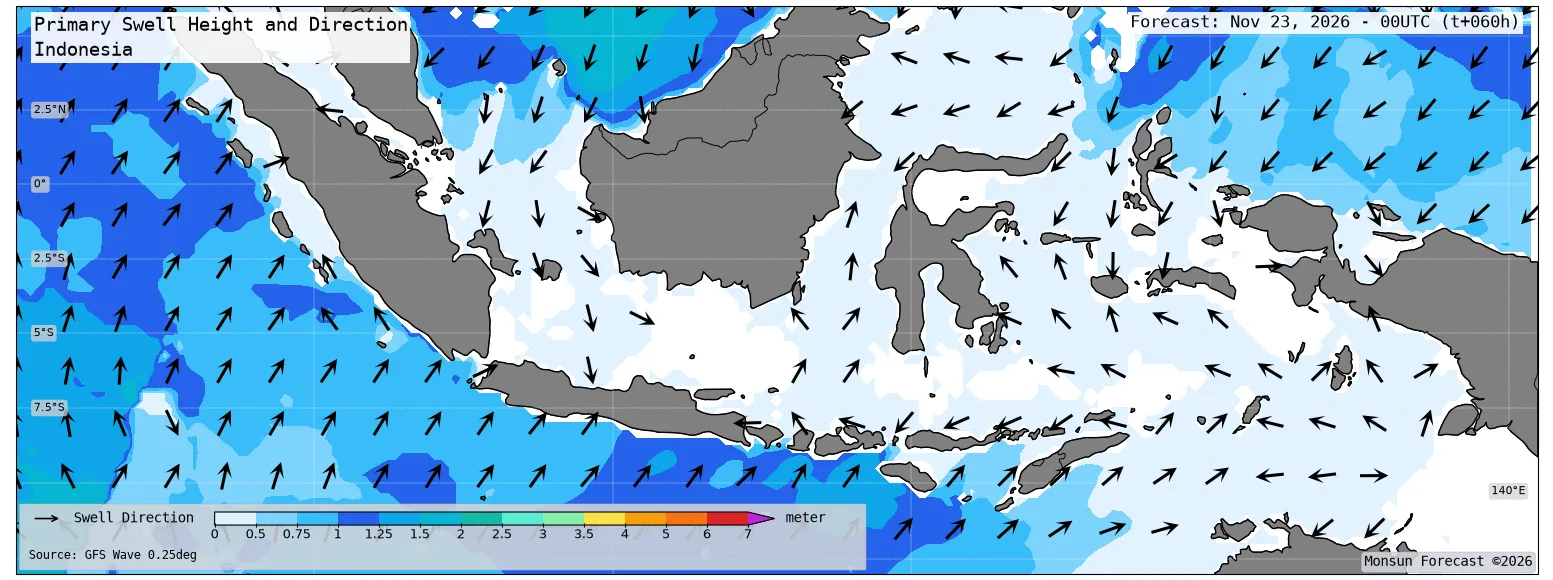 Primary Swell Height and Direction
Indonesia
Forecast: Nov 23, 2026 - 00UTC (t+060h)
2.5°N
0°
2.5°S
5°S
7.5°S
140°E
Swell Direction
0 0.5 0.75 1 1.25 1.5 2 2.5 3 3.5 4 5 6 7 meter
Source: GFS Wave 0.25deg
Monsun Forecast ©2026